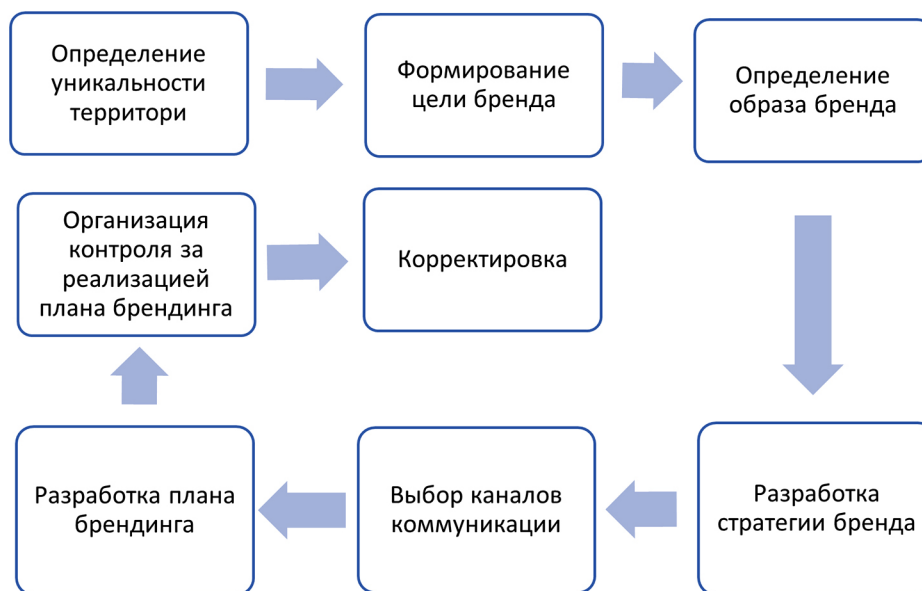 Определение
уникальности
территори
Формирование
цели бренда
Определение
образа бренда
Организация
контроля за
реализацией
плана брендинга
Корректировка
Разработка плана
брендинга
Выбор каналов
коммуникации
Разработка
стратегии бренда